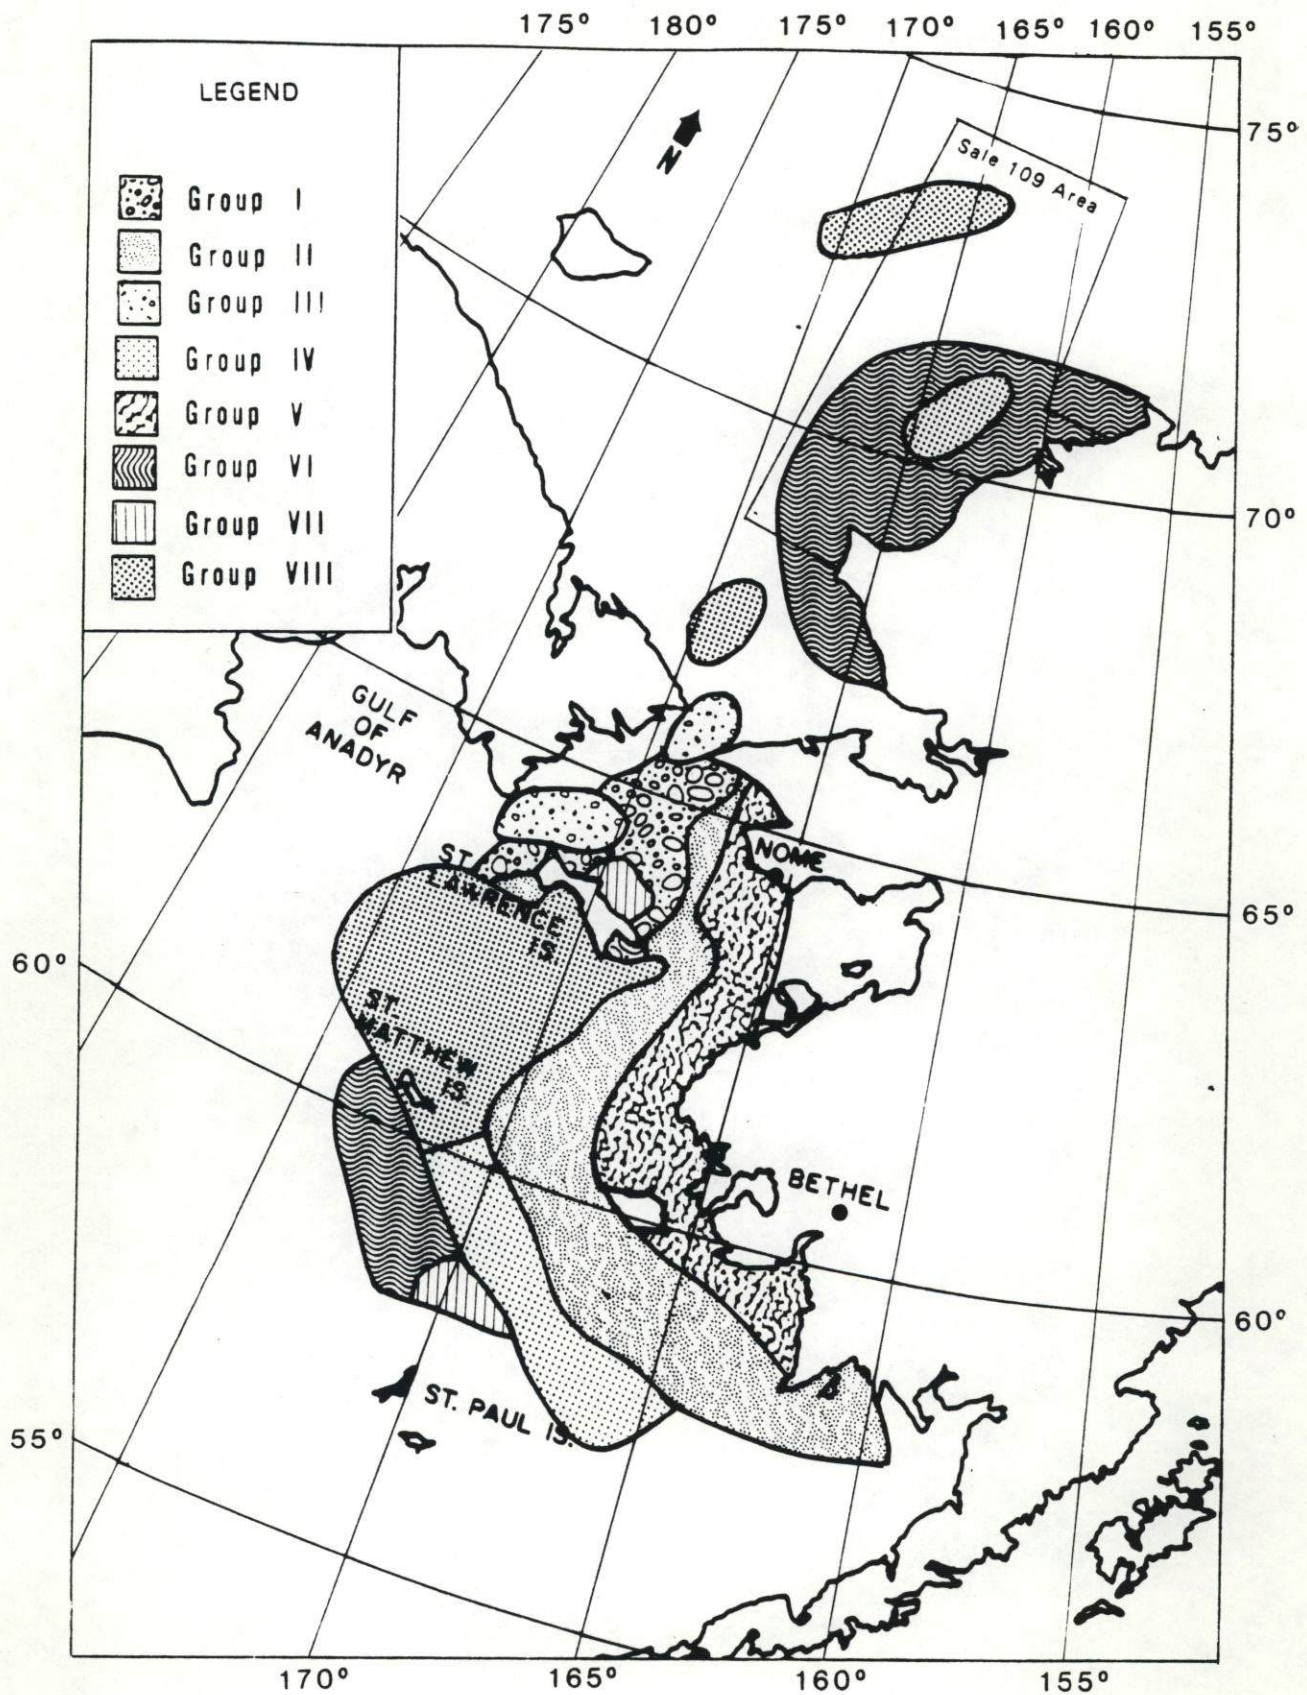 175° 180° 175° 170° 165° 160° 155°
LEGEND
Group I
Group II
Group III
Group IV
Group V
Group VI
Group VII
Group VIII
N
Sale 109 Area
75°
70°
GULF
OF
ANADYR
NOME
ST.
LAWRENCE
IS.
65°
60°
ST.
MATTHEW
IS.
BETHEL
60°
ST. PAUL IS.
55°
170° 165° 160° 155°